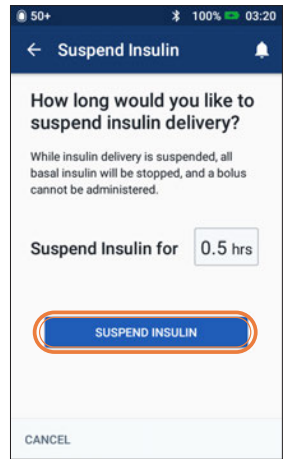 50+ 100% 03:20
Suspend Insulin
How long would you like to
suspend insulin delivery?
While insulin delivery is suspended, all
basal insulin will be stopped, and a bolus
cannot be administered.
Suspend Insulin for 0.5 hrs
SUSPEND INSULIN
CANCEL